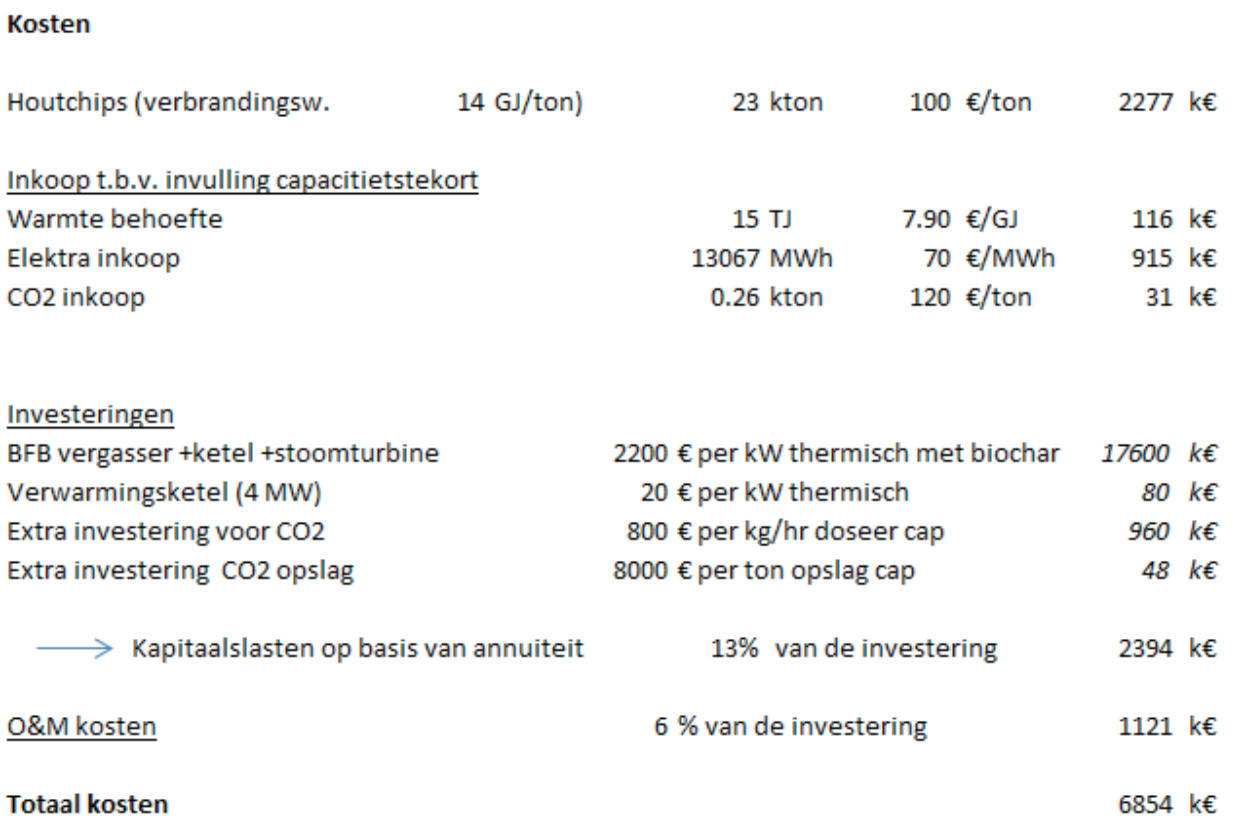 Kosten
Houtchips (verbrandingsw. 14 GJ/ton) 23 kton 100 €/ton 2277 k€
Inkoop t.b.v. invulling capacitietstekort
Warmte behoefte 15 TJ 7.90 €/GJ 116 k€
Elektra inkoop 13067 MWh 70 €/MWh 915 k€
CO2 inkoop 0.26 kton 120 €/ton 31 k€
Investeringen
BFB vergasser +ketel +stoomturbine 2200 € per kW thermisch met biochar 17600 k€
Verwarmingsketel (4 MW) 20 € per kW thermisch 80 k€
Extra investering voor CO2 800 € per kg/hr doseer cap 960 k€
Extra investering CO2 opslag 8000 € per ton opslag cap 48 k€
Kapitaalslasten op basis van annuiteit 13% van de investering 2394 k€
O&M kosten 6 % van de investering 1121 k€
Totaal kosten 6854 k€